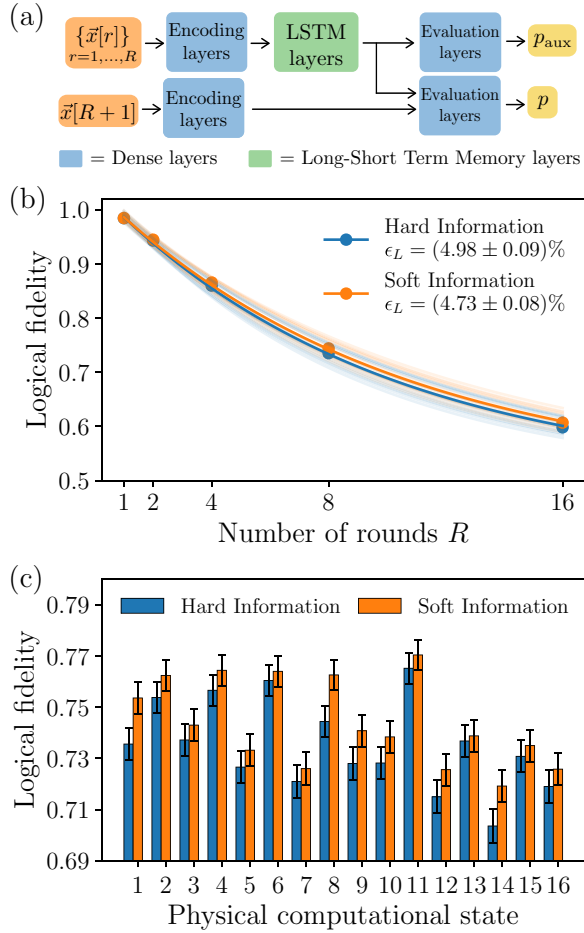 (a)
{x⃗[r]}
r=1,...,R
Encoding
layers
LSTM
layers
Evaluation
layers
p_aux
x⃗[R+1]
Encoding
layers
Evaluation
layers
p
= Dense layers
= Long-Short Term Memory layers
(b)
Logical fidelity
1.0
0.9
0.8
0.7
0.6
0.5
Hard Information
ϵ_L = (4.98 ± 0.09)%
Soft Information
ϵ_L = (4.73 ± 0.08)%
1 2 4 8 16
Number of rounds R
(c)
Logical fidelity
0.79
0.77
0.75
0.73
0.71
0.69
Hard Information
Soft Information
1 2 3 4 5 6 7 8 9 10 11 12 13 14 15 16
Physical computational state